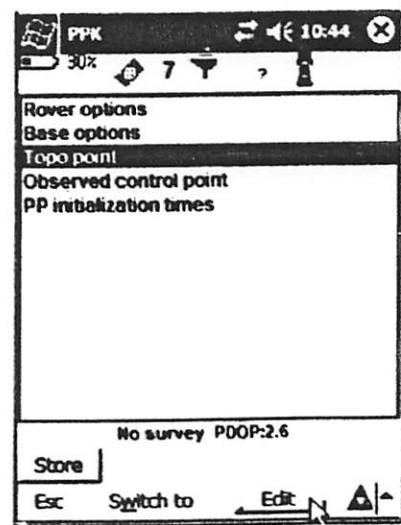 PPK 10:44
30% 7 ?
Rover options
Base options
Topo point
Observed control point
PP initialization times
No survey PDOP:2.6
Store
Esc Switch to Edit